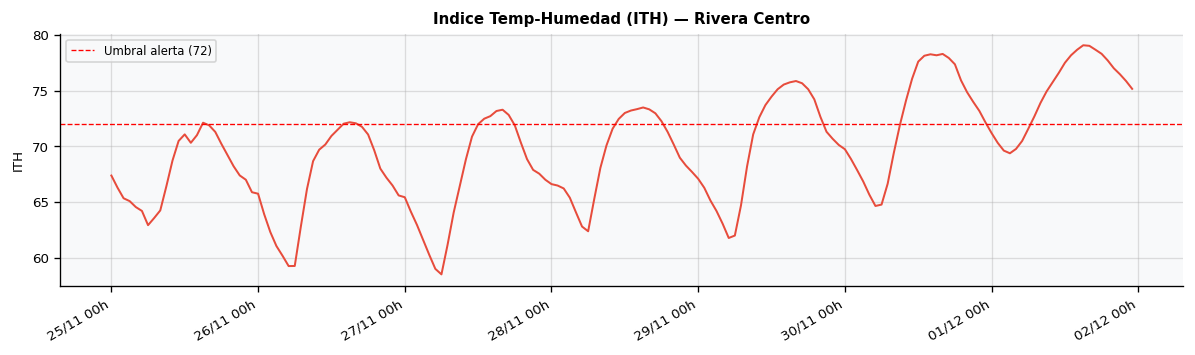 Indice Temp-Humedad (ITH) — Rivera Centro
Umbral alerta (72)
ITH
80
75
70
65
60
25/11 00h
26/11 00h
27/11 00h
28/11 00h
29/11 00h
30/11 00h
01/12 00h
02/12 00h